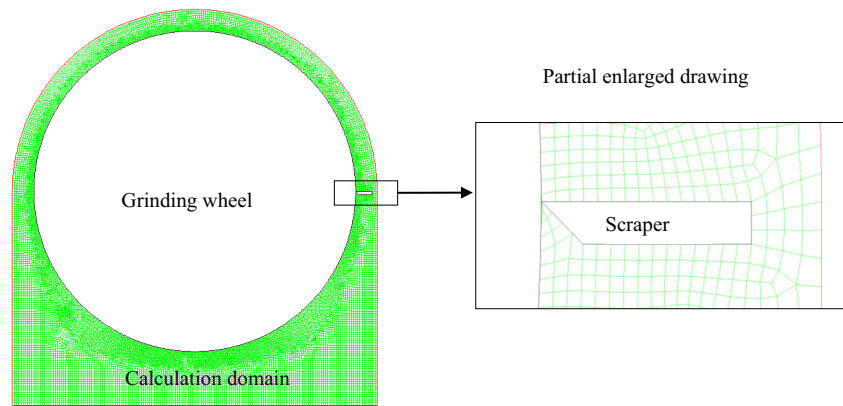 Partial enlarged drawing
Grinding wheel
Scraper
Calculation domain